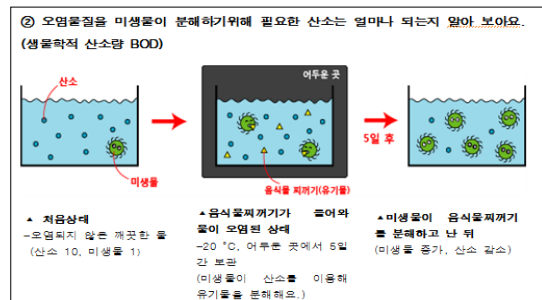 ② 오염물질을 미생물이 분해하기위해 필요한 산소는 얼마나 되는지 알아 보아요.
(생물학적 산소량 BOD)
산소
미생물
어두운 곳
음식물 찌꺼기(유기물)
5일 후
▲ 처음상태
-오염되지 않은 깨끗한 물
(산소 10, 미생물 1)
▲음식물찌꺼기가 들어와
물이 오염된 상태
-20 °C, 어두운 곳에서 5일
간 보관
(미생물이 산소를 이용해
유기물을 분해해요.)
▲미생물이 음식물찌꺼기
를 분해하고 난 뒤
(미생물 증가, 산소 감소)